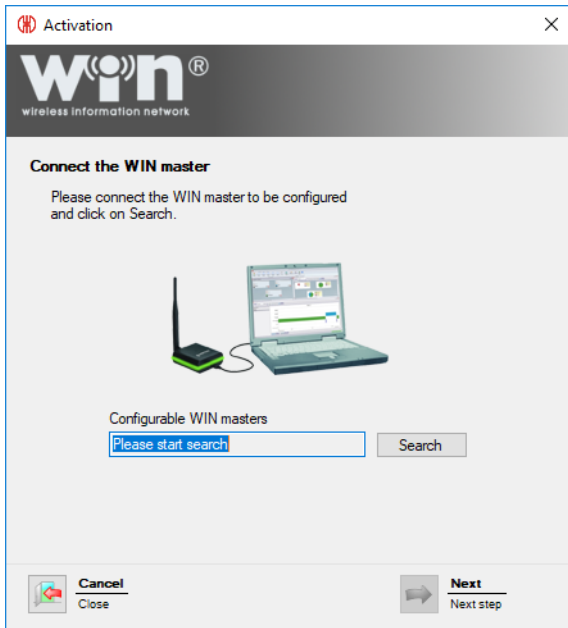 Activation
WIN®
wireless information network
Connect the WIN master
Please connect the WIN master to be configured
and click on Search.
Configurable WIN masters
Please start search
Search
Cancel
Close
Next
Next step